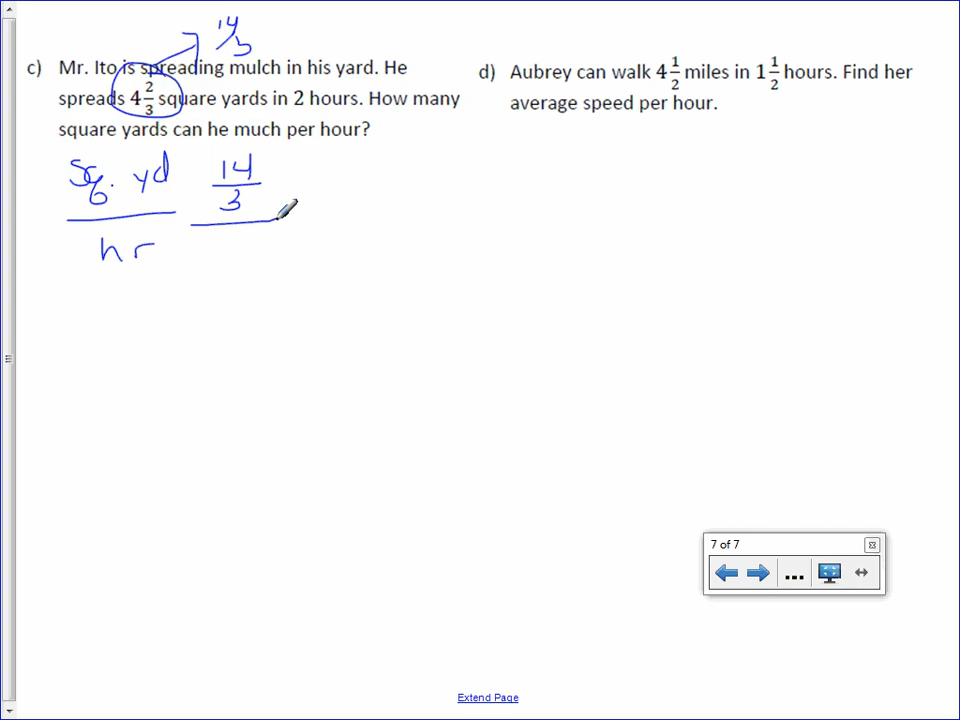 14/3
c) Mr. Ito is spreading mulch in his yard. He
spreads 4 2/3 square yards in 2 hours. How many
square yards can he much per hour?
sq. yd / hr
14/3
d) Aubrey can walk 4 1/2 miles in 1 1/2 hours. Find her
average speed per hour.
7 of 7
...
Extend Page